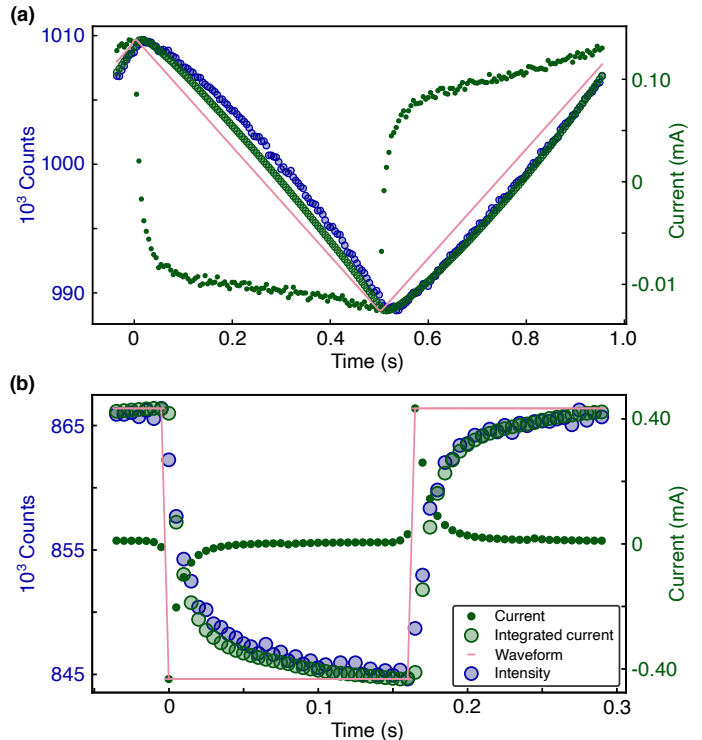 (a)
1010
1000
990
10³ Counts
0.10
0
-0.01
Current (mA)
0
0.2
0.4
0.6
0.8
1.0
Time (s)
(b)
865
855
845
10³ Counts
0.40
0
-0.40
Current (mA)
Current
Integrated current
Waveform
Intensity
0
0.1
0.2
0.3
Time (s)